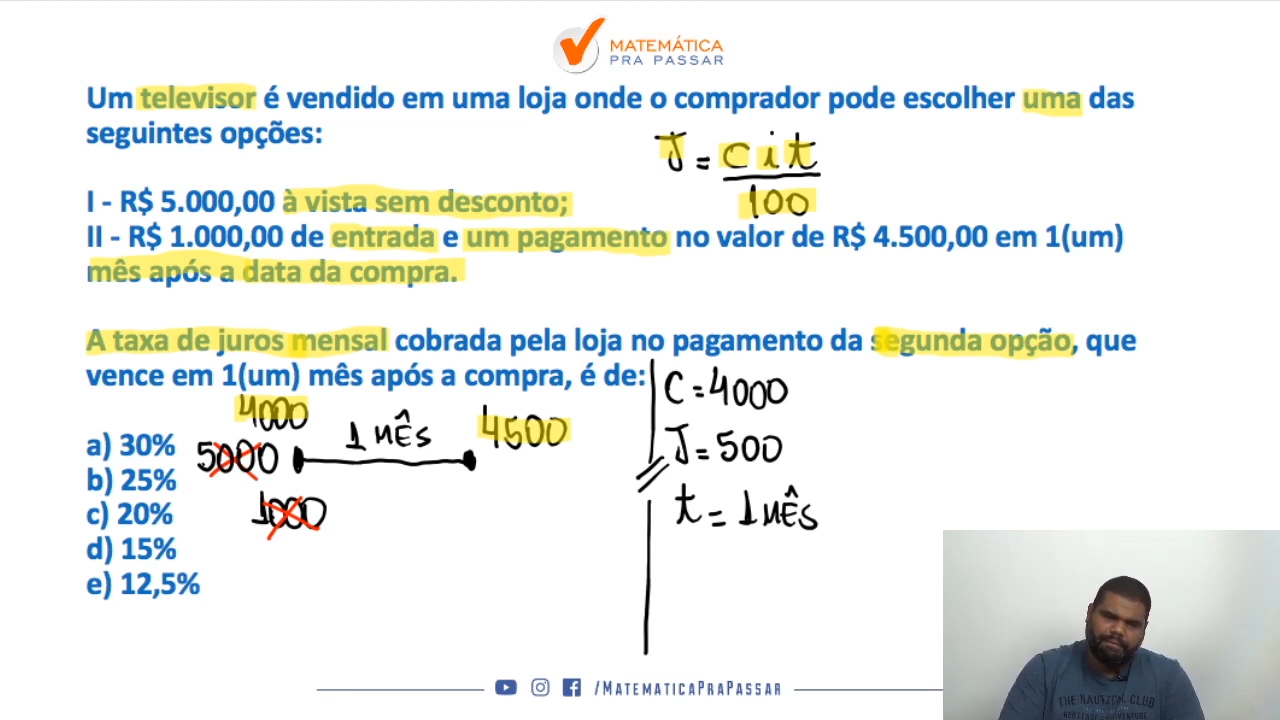 MATEMÁTICA
PRA PASSAR
Um televisor é vendido em uma loja onde o comprador pode escolher uma das
seguintes opções:
J = c i t
100
I - R$ 5.000,00 à vista sem desconto;
II - R$ 1.000,00 de entrada e um pagamento no valor de R$ 4.500,00 em 1(um)
mês após a data da compra.
A taxa de juros mensal cobrada pela loja no pagamento da segunda opção, que
vence em 1(um) mês após a compra, é de:
a) 30%
b) 25%
c) 20%
d) 15%
e) 12,5%
4000
5000
1 MÊS
4500
1000
C = 4000
J = 500
t = 1 MÊS
/MATEMATICAPRAPASSAR
THE NAUTICAL CLUB